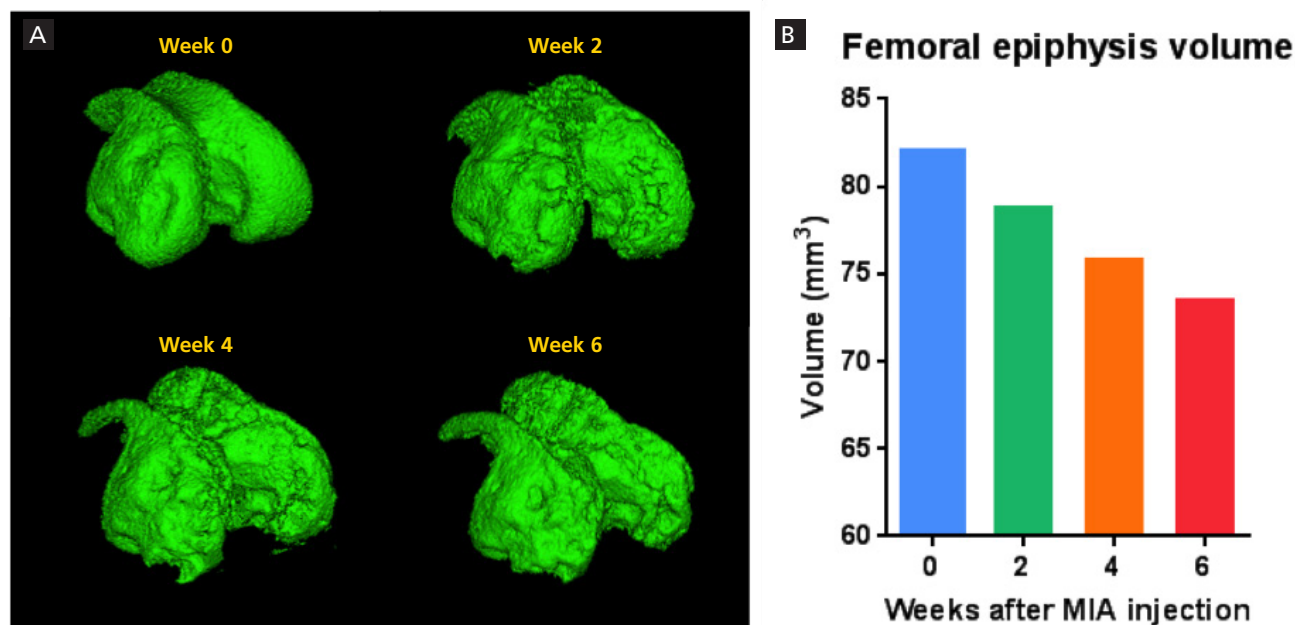 A
Week 0
Week 2
Week 4
Week 6
B
Femoral epiphysis volume
Volume (mm³)
85
80
75
70
65
60
0 2 4 6
Weeks after MIA injection